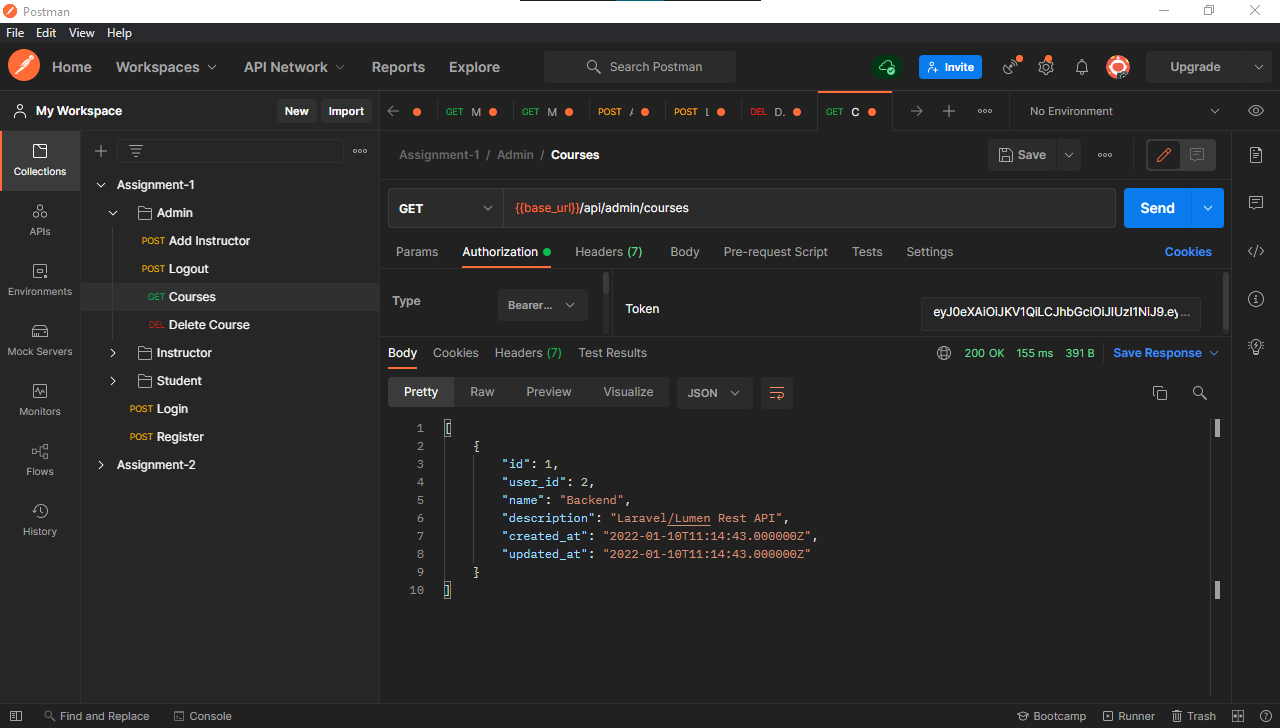 Postman
File Edit View Help
Home Workspaces API Network Reports Explore Search Postman Invite Upgrade
My Workspace New Import
GET M GET M POST POST DEL D. GET C No Environment
Collections
APIs
Environments
Mock Servers
Monitors
Flows
History
Assignment-1
Admin
POST Add Instructor
POST Logout
GET Courses
DEL Delete Course
Instructor
Student
POST Login
POST Register
Assignment-2
Assignment-1 / Admin / Courses Save
GET {{base_url}}/api/admin/courses Send
Params Authorization Headers (7) Body Pre-request Script Tests Settings Cookies
Type Bearer... Token eyJ0eXAiOiJKV1QiLCJhbGciOiJIUzI1NiJ9.ey...
Body Cookies Headers (7) Test Results 200 OK 155 ms 391 B Save Response
Pretty Raw Preview Visualize JSON
1 [
2 {
3 "id": 1,
4 "user_id": 2,
5 "name": "Backend",
6 "description": "Laravel/Lumen Rest API",
7 "created_at": "2022-01-10T11:14:43.000000Z",
8 "updated_at": "2022-01-10T11:14:43.000000Z"
9 }
10 ]
Find and Replace Console Bootcamp Runner Trash